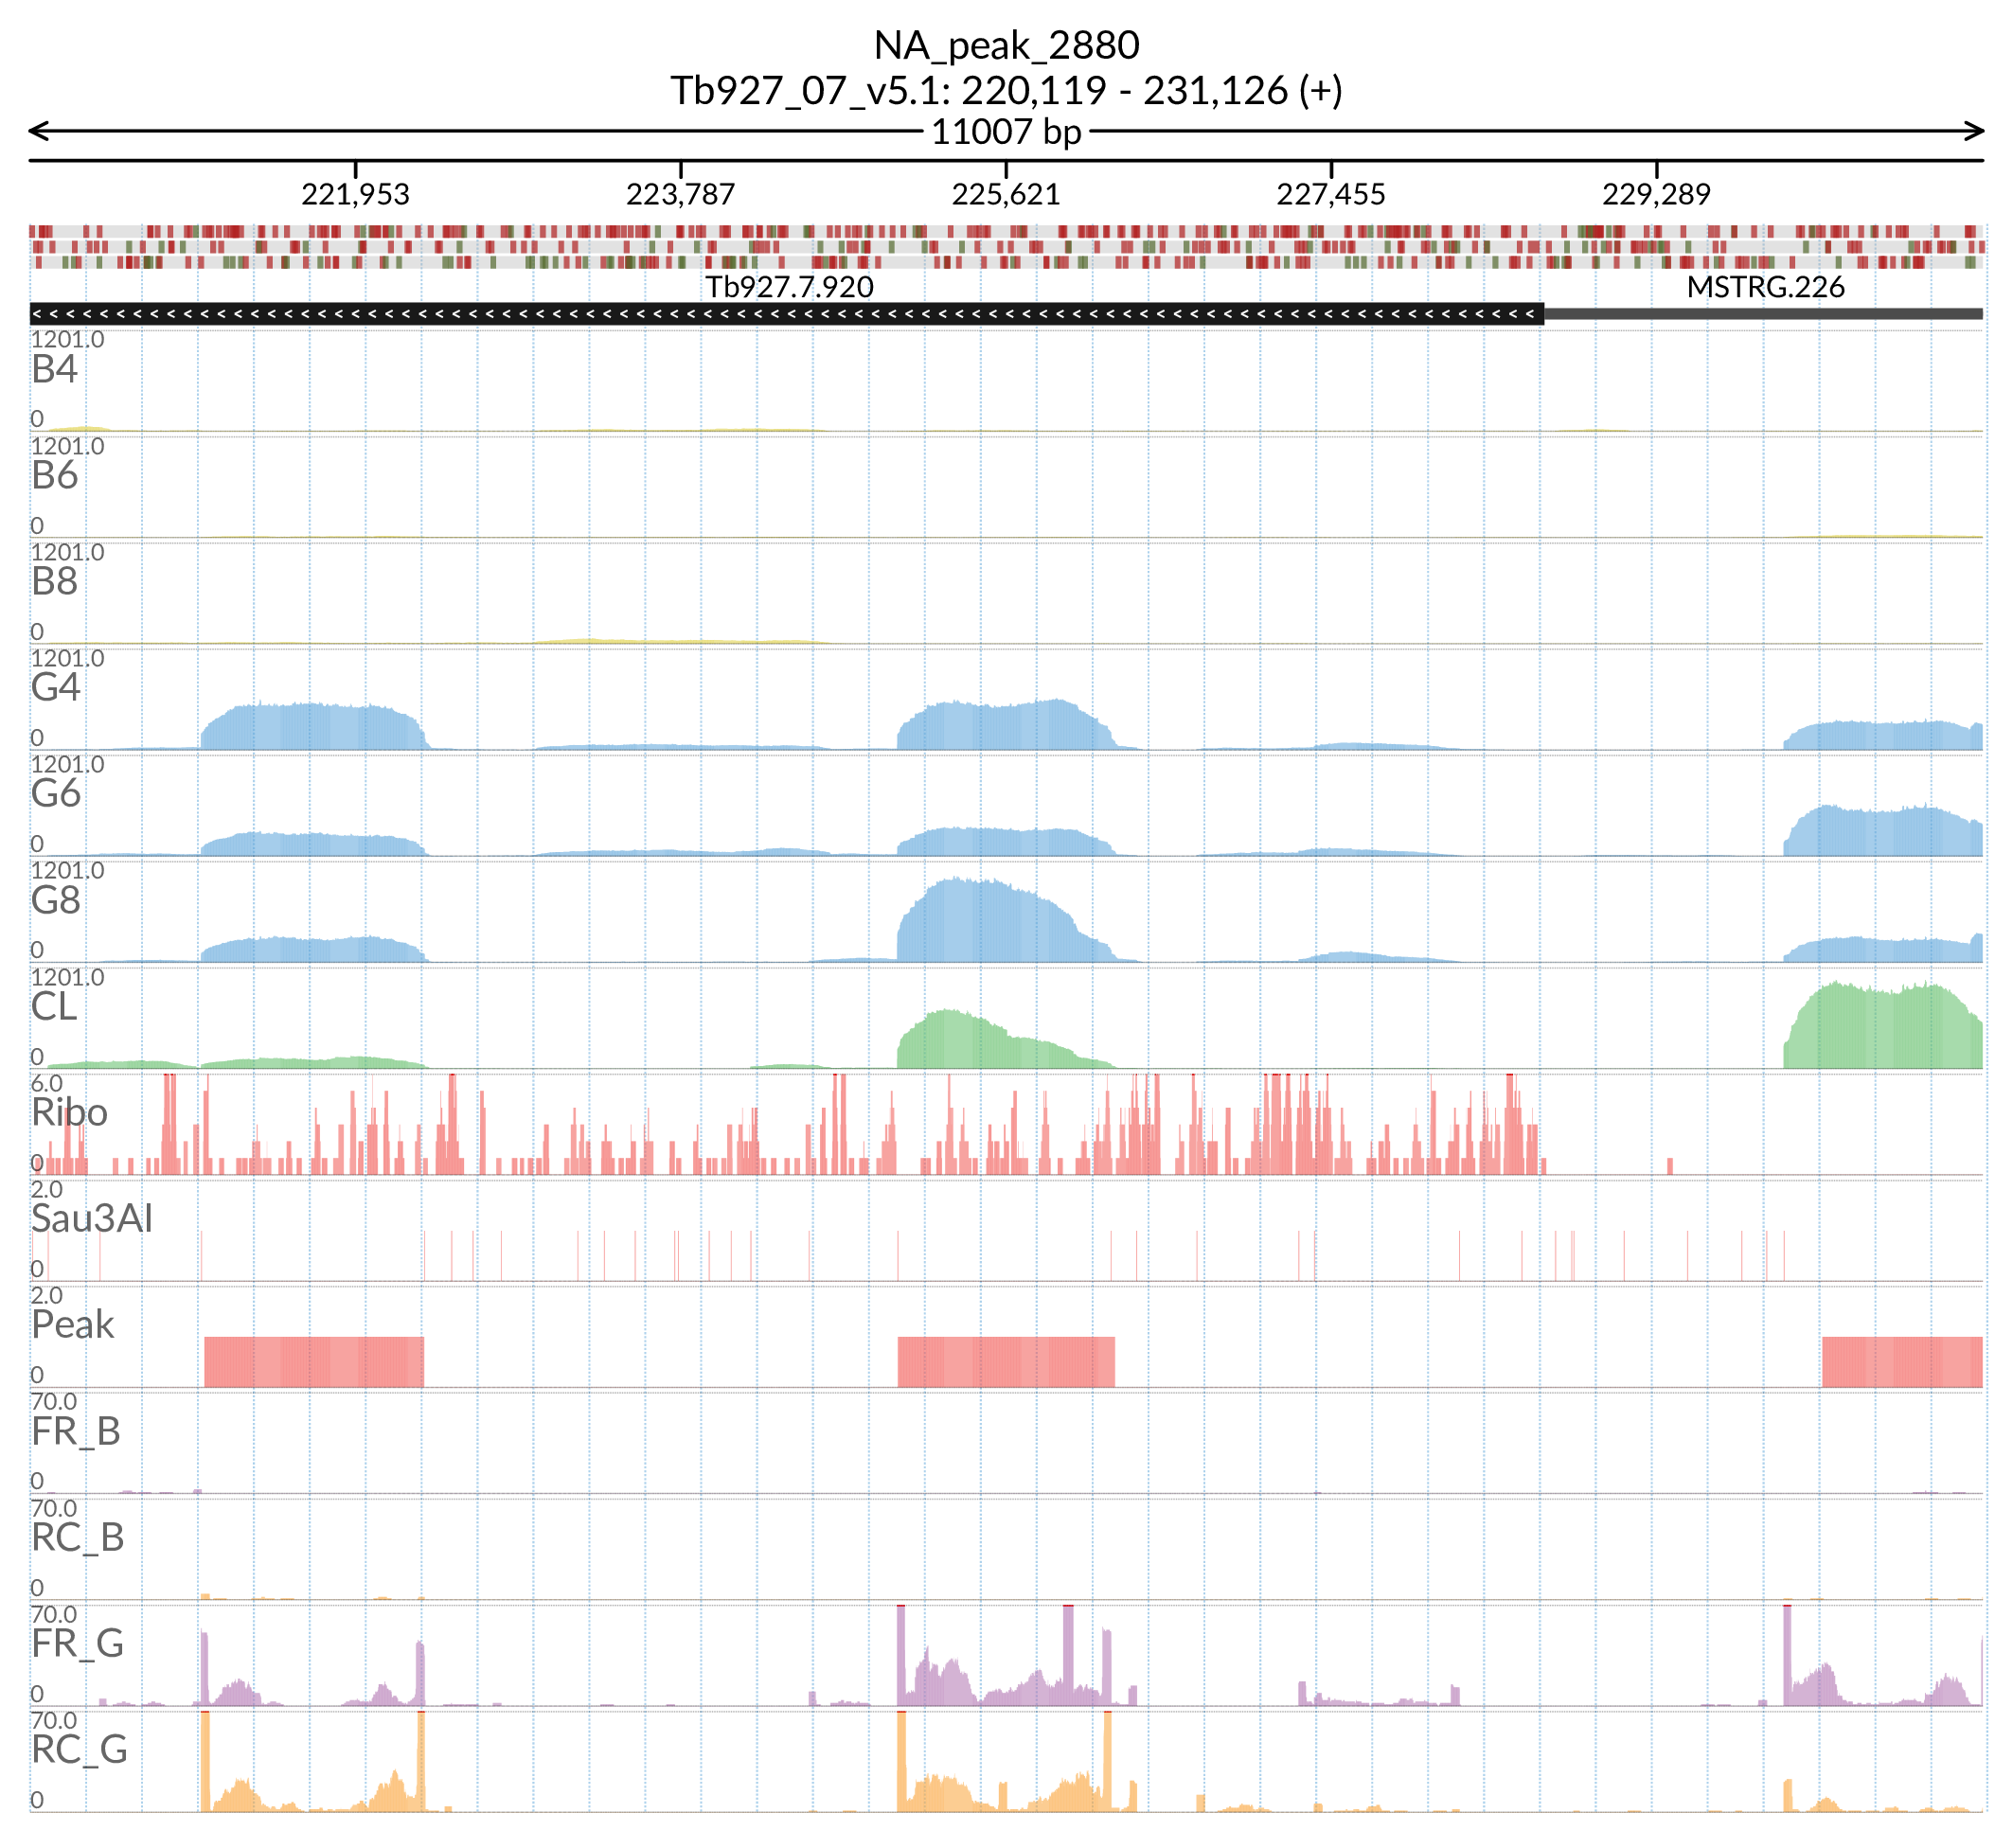 NA_peak_2880
Tb927_07_v5.1: 220,119 - 231,126 (+)
11007 bp
221,953 223,787 225,621 227,455 229,289
Tb927.7.920 MSTRG.226
1201.0
B4
0
1201.0
B6
0
1201.0
B8
0
1201.0
G4
0
1201.0
G6
0
1201.0
G8
0
1201.0
CL
0
6.0
Ribo
0
2.0
Sau3AI
0
2.0
Peak
0
70.0
FR_B
0
70.0
RC_B
0
70.0
FR_G
0
70.0
RC_G
0